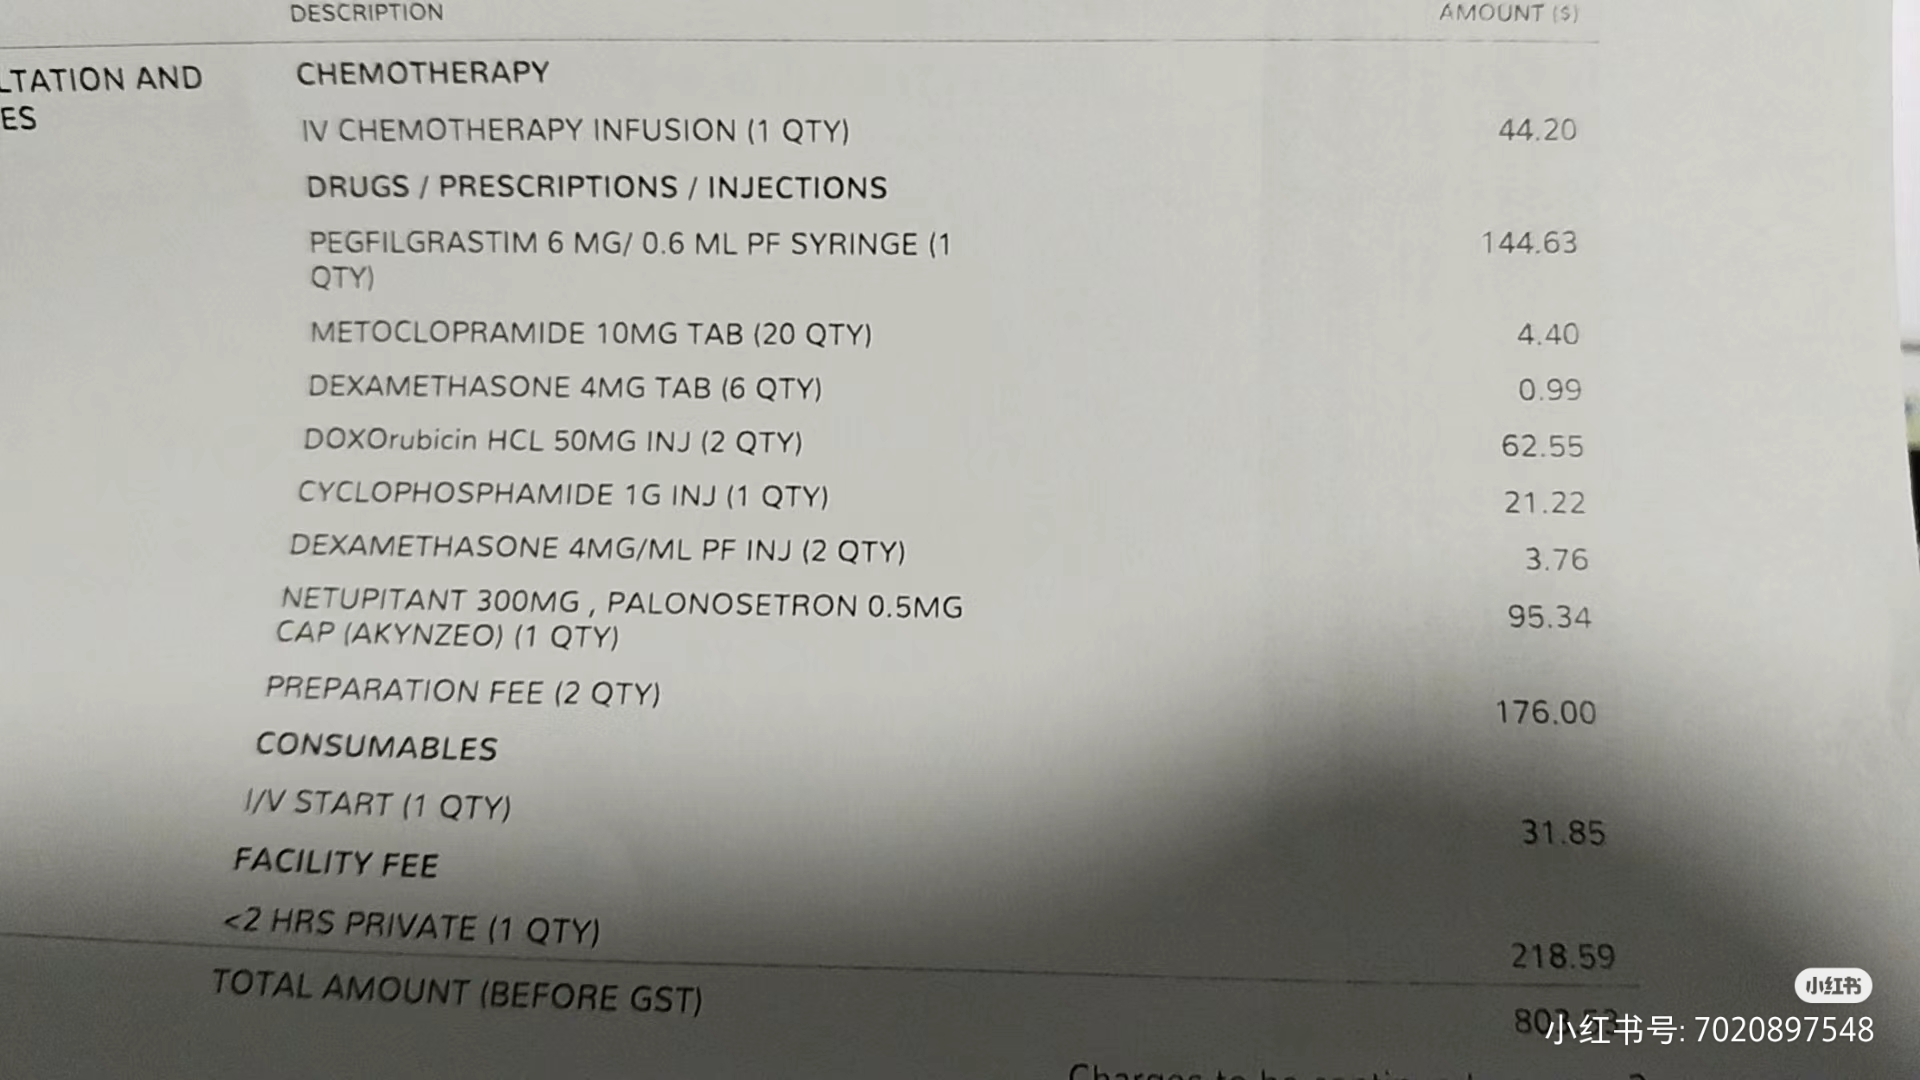 DESCRIPTION AMOUNT ($)
LTATION AND CHEMOTHERAPY
ES
IV CHEMOTHERAPY INFUSION (1 QTY) 44.20
DRUGS / PRESCRIPTIONS / INJECTIONS
PEGFILGRASTIM 6 MG/ 0.6 ML PF SYRINGE (1 144.63
QTY)
METOCLOPRAMIDE 10MG TAB (20 QTY) 4.40
DEXAMETHASONE 4MG TAB (6 QTY) 0.99
DOXOrubicin HCL 50MG INJ (2 QTY) 62.55
CYCLOPHOSPHAMIDE 1G INJ (1 QTY) 21.22
DEXAMETHASONE 4MG/ML PF INJ (2 QTY) 3.76
NETUPITANT 300MG , PALONOSETRON 0.5MG 95.34
CAP (AKYNZEO) (1 QTY)
PREPARATION FEE (2 QTY) 176.00
CONSUMABLES
I/V START (1 QTY) 31.85
FACILITY FEE
<2 HRS PRIVATE (1 QTY) 218.59
TOTAL AMOUNT (BEFORE GST)
Charges to be
小红书
小红书号: 7020897548